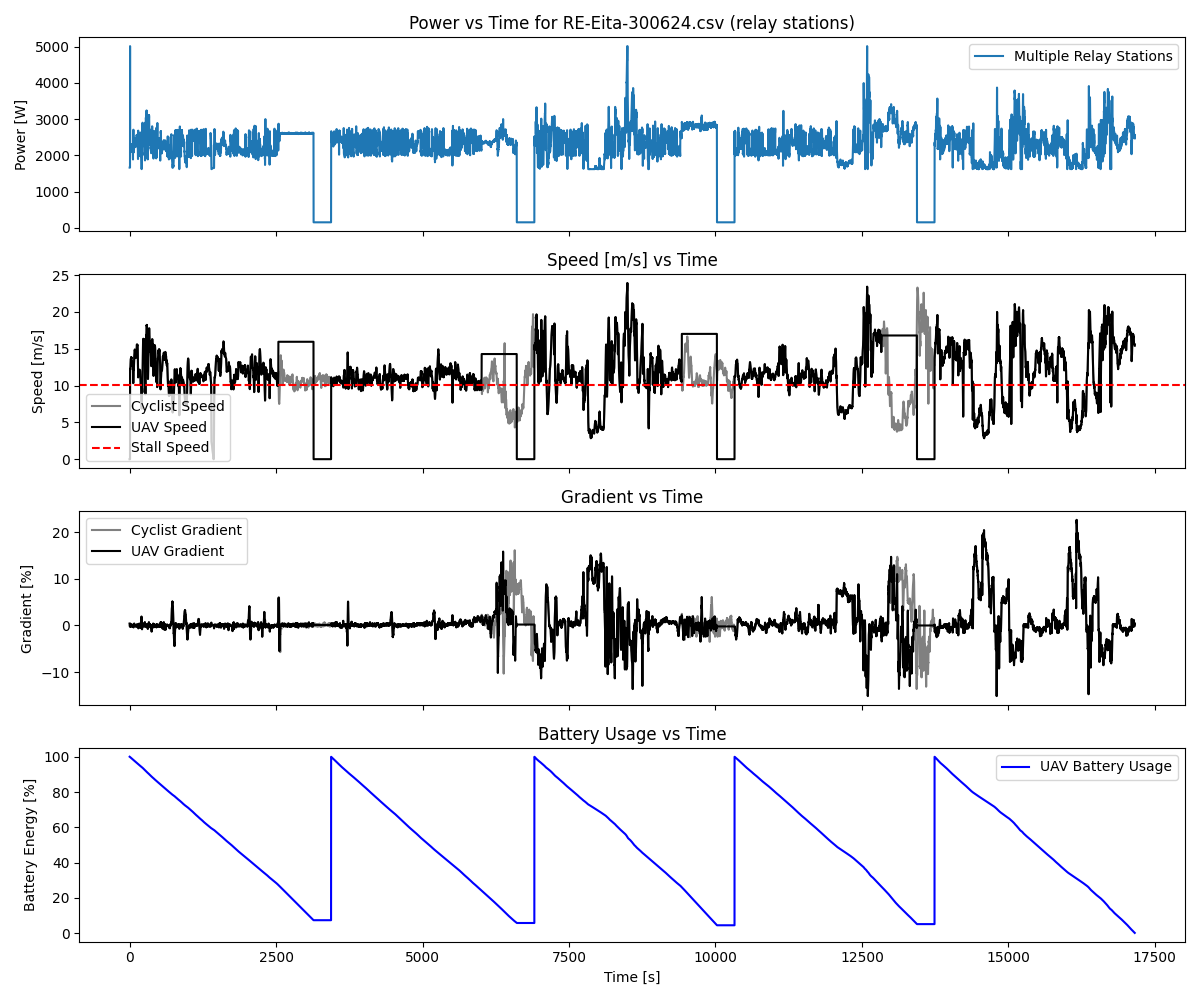 Power vs Time for RE-Eita-300624.csv (relay stations)
5000
4000
3000
2000
1000
0
Power [W]
Multiple Relay Stations
Speed [m/s] vs Time
25
20
15
10
5
0
Speed [m/s]
Cyclist Speed
UAV Speed
Stall Speed
Gradient vs Time
20
10
0
−10
Gradient [%]
Cyclist Gradient
UAV Gradient
Battery Usage vs Time
100
80
60
40
20
0
Battery Energy [%]
UAV Battery Usage
0 2500 5000 7500 10000 12500 15000 17500
Time [s]